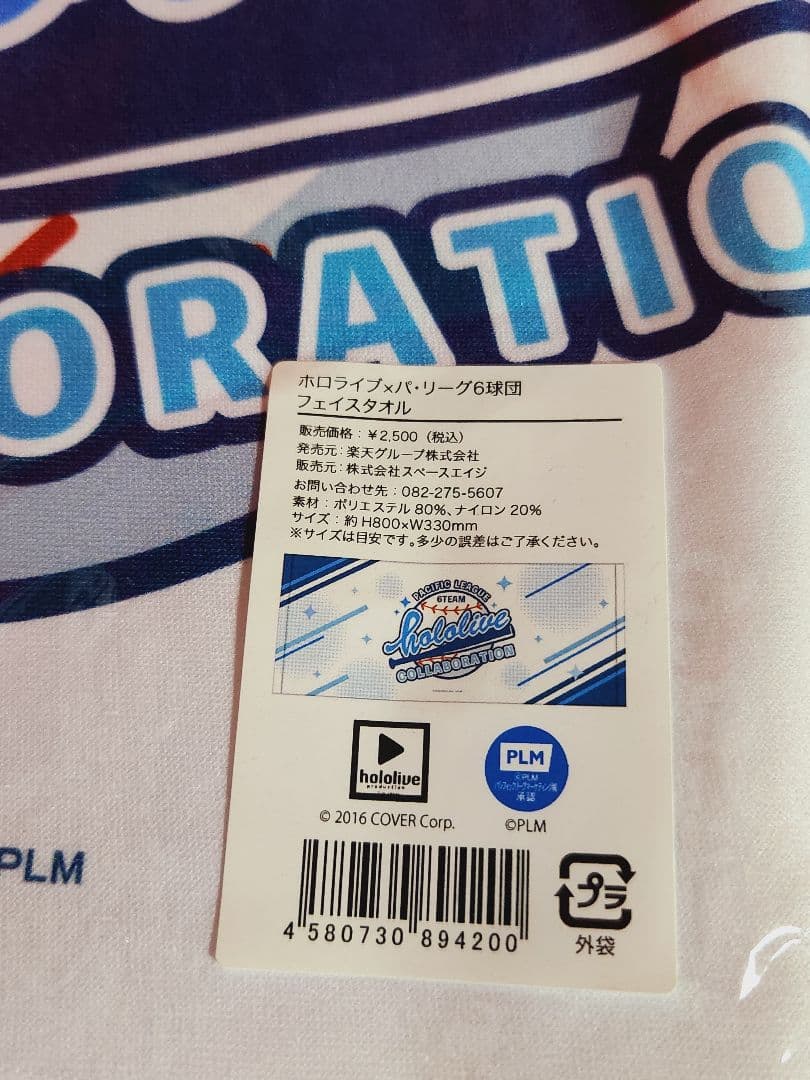 ORATIO
ホロライブ×パ・リーグ6球団
フェイスタオル
販売価格：￥2,500（税込）
発売元：楽天グループ株式会社
販売元：株式会社スペースエイジ
お問い合わせ先：082-275-5607
素材：ポリエステル80%、ナイロン20%
サイズ：約H800×W330mm
※サイズは目安です。多少の誤差はご了承ください。
PACIFIC LEAGUE
6TEAM
hololive
COLLABORATION
hololive
production
PLM
©PLM
承認
© 2016 COVER Corp.
©PLM
PLM
4 580730 894200
プラ
外袋